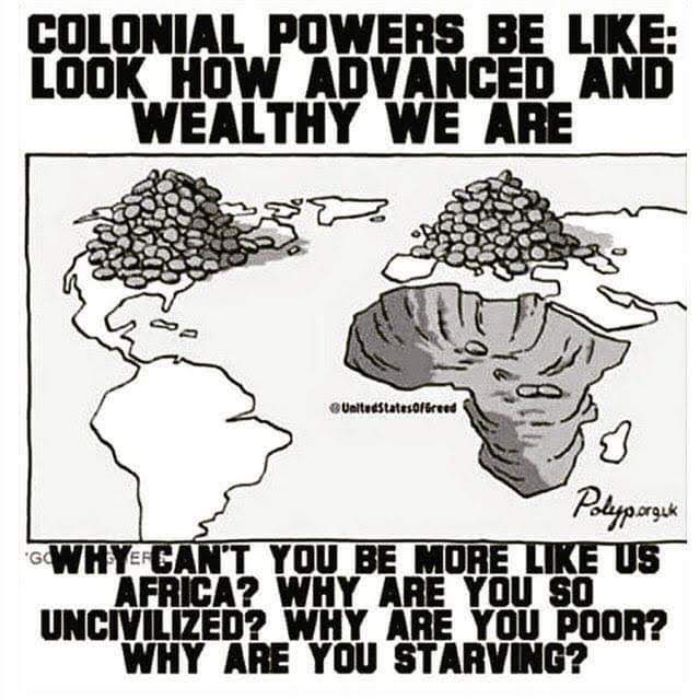 COLONIAL POWERS BE LIKE:
LOOK HOW ADVANCED AND
WEALTHY WE ARE
@UnitedStatesOfGreed
Polyp.org.uk
WHY CAN'T YOU BE MORE LIKE US
AFRICA? WHY ARE YOU SO
UNCIVILIZED? WHY ARE YOU POOR?
WHY ARE YOU STARVING?